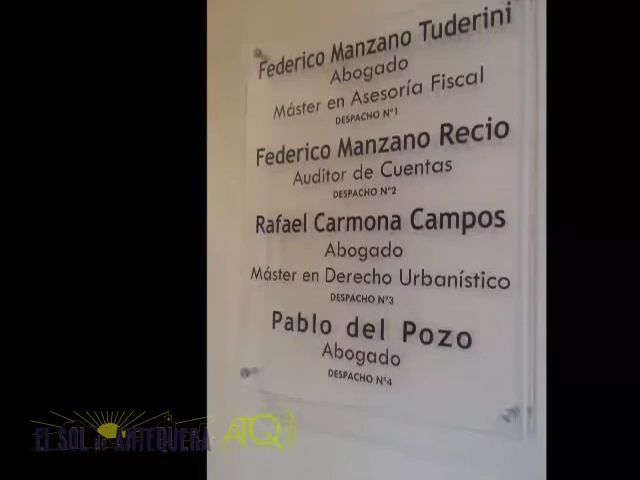 Federico Manzano Tuderini
Abogado
Máster en Asesoría Fiscal
DESPACHO Nº1
Federico Manzano Recio
Auditor de Cuentas
DESPACHO Nº2
Rafael Carmona Campos
Abogado
Máster en Derecho Urbanístico
DESPACHO Nº3
Pablo del Pozo
Abogado
DESPACHO Nº4
EL SOL DE ANTEQUERA ATQ